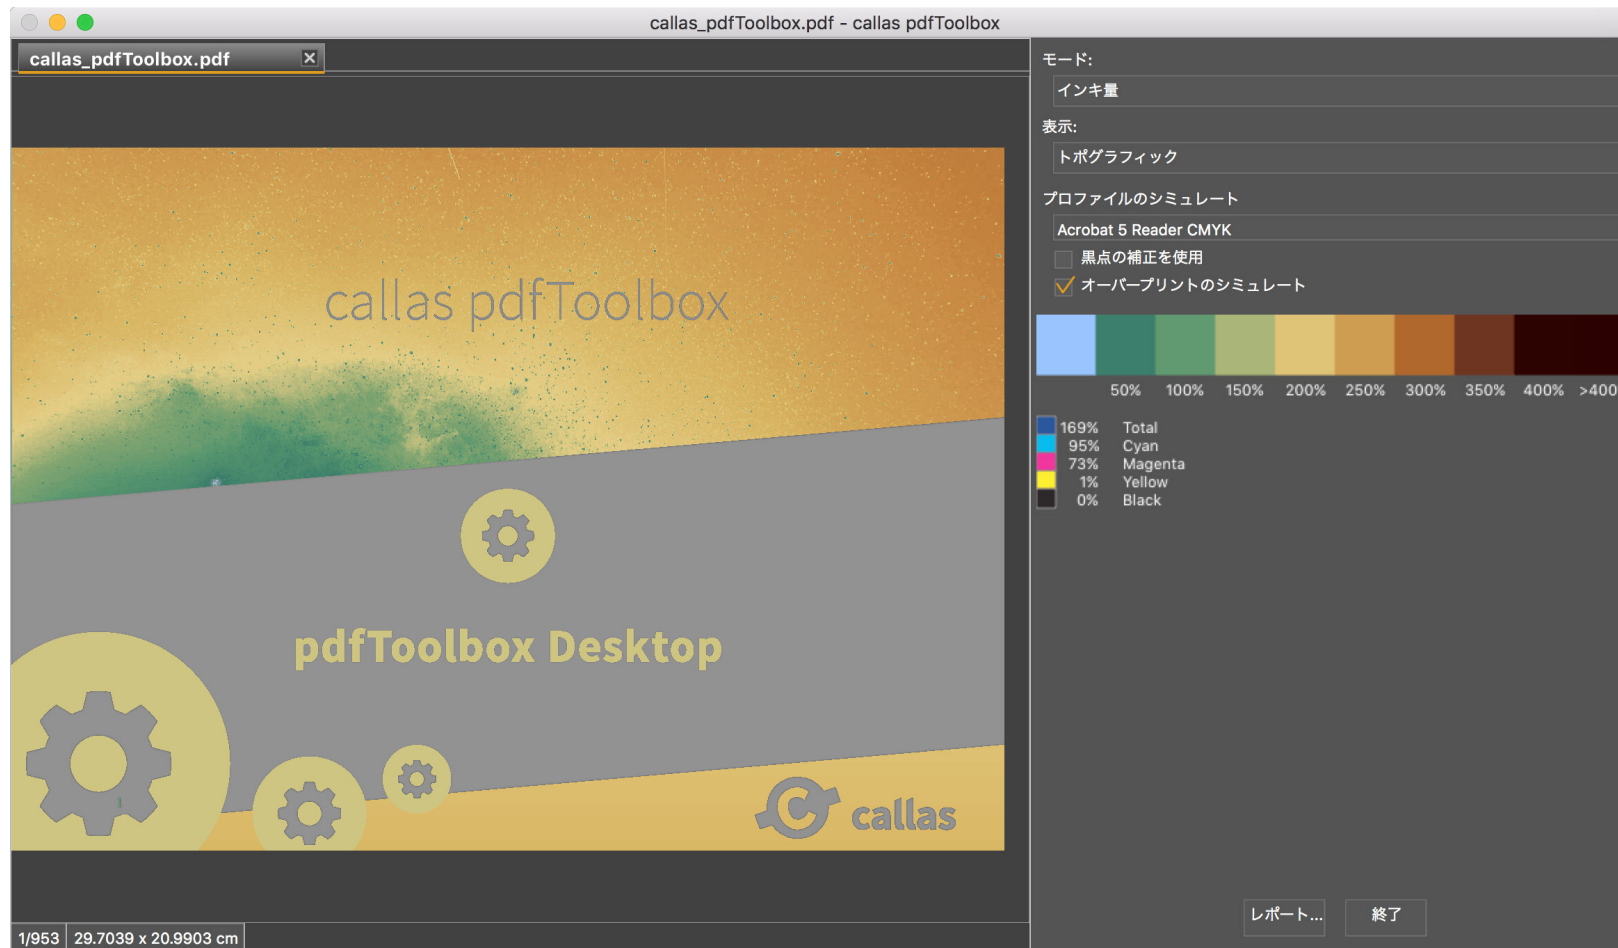 callas_pdfToolbox.pdf - callas pdfToolbox
callas_pdfToolbox.pdf
callas pdfToolbox
pdfToolbox Desktop
1
callas
1/953
29.7039 x 20.9903 cm
モード:
インキ量
表示:
トポグラフィック
プロファイルのシミュレート
Acrobat 5 Reader CMYK
黒点の補正を使用
オーバープリントのシミュレート
50% 100% 150% 200% 250% 300% 350% 400% >400
169% Total
95% Cyan
73% Magenta
1% Yellow
0% Black
レポート... 終了